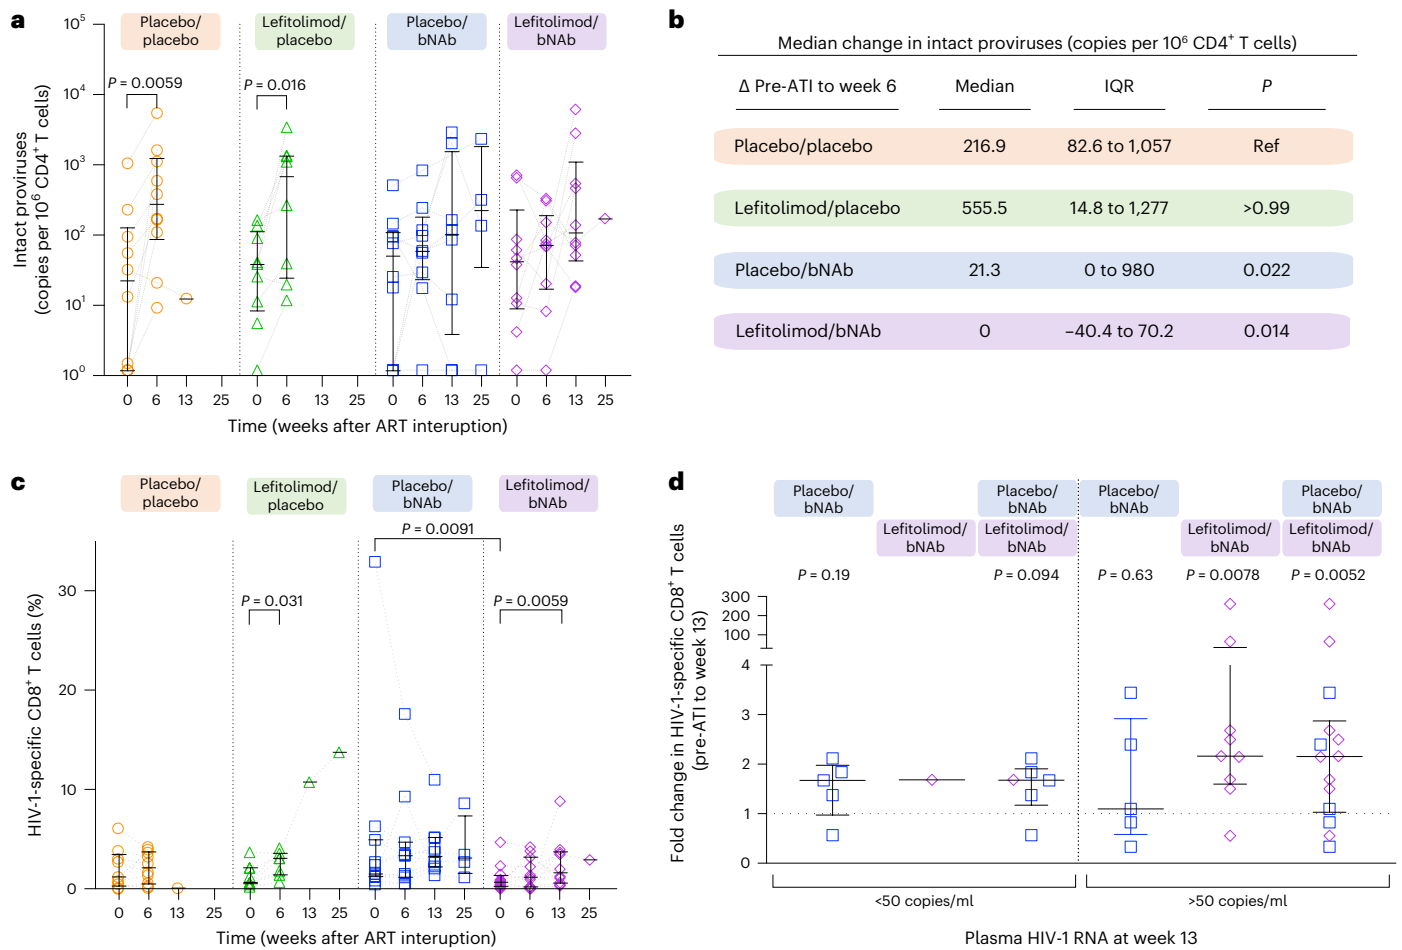 a
Placebo/
placebo
Lefitolimod/
placebo
Placebo/
bNAb
Lefitolimod/
bNAb
Intact proviruses
(copies per 10⁶ CD4⁺ T cells)
10⁵
10⁴
10³
10²
10¹
10⁰
P = 0.0059
P = 0.016
0 6 13 25 0 6 13 25 0 6 13 25 0 6 13 25
Time (weeks after ART interuption)
b
Median change in intact proviruses (copies per 10⁶ CD4⁺ T cells)
Δ Pre-ATI to week 6 Median IQR P
Placebo/placebo 216.9 82.6 to 1,057 Ref
Lefitolimod/placebo 555.5 14.8 to 1,277 >0.99
Placebo/bNAb 21.3 0 to 980 0.022
Lefitolimod/bNAb 0 −40.4 to 70.2 0.014
c
Placebo/
placebo
Lefitolimod/
placebo
Placebo/
bNAb
Lefitolimod/
bNAb
HIV-1-specific CD8⁺ T cells (%)
30
20
10
0
P = 0.0091
P = 0.031
P = 0.0059
0 6 13 25 0 6 13 25 0 6 13 25 0 6 13 25
Time (weeks after ART interuption)
d
Placebo/
bNAb
Lefitolimod/
bNAb
Placebo/
bNAb
Lefitolimod/
bNAb
Placebo/
bNAb
Lefitolimod/
bNAb
Placebo/
bNAb
Lefitolimod/
bNAb
P = 0.19
P = 0.094
P = 0.63
P = 0.0078
P = 0.0052
Fold change in HIV-1-specific CD8⁺ T cells
(pre-ATI to week 13)
300
200
100
4
3
2
1
0
<50 copies/ml
>50 copies/ml
Plasma HIV-1 RNA at week 13